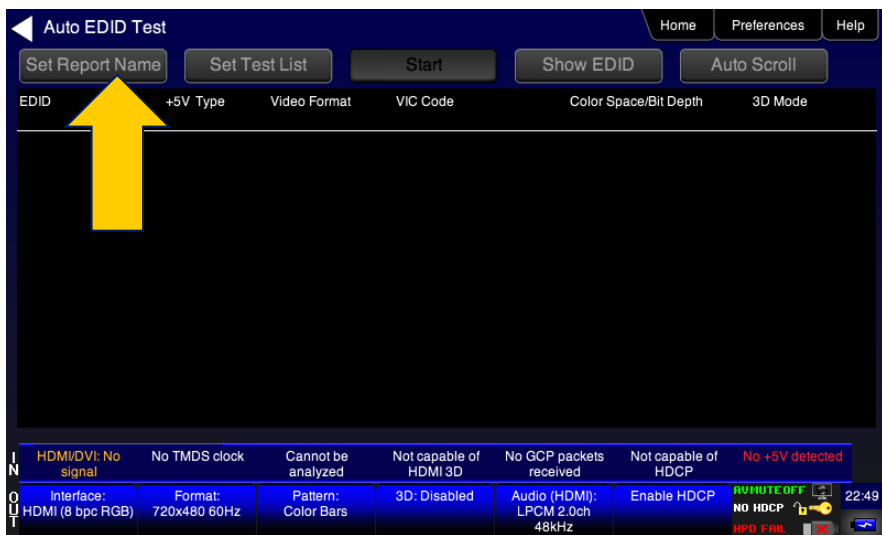 Auto EDID Test
Home Preferences Help
Set Report Name Set Test List Start Show EDID Auto Scroll
EDID +5V Type Video Format VIC Code Color Space/Bit Depth 3D Mode
IN
HDMI/DVI: No signal
No TMDS clock
Cannot be analyzed
Not capable of HDMI 3D
No GCP packets received
Not capable of HDCP
No +5V detected
OUT
Interface:
HDMI (8 bpc RGB)
Format:
720x480 60Hz
Pattern:
Color Bars
3D: Disabled
Audio (HDMI):
LPCM 2.0ch
48kHz
Enable HDCP
AVMUTE OFF
NO HDCP
HPD FAIL
22:49